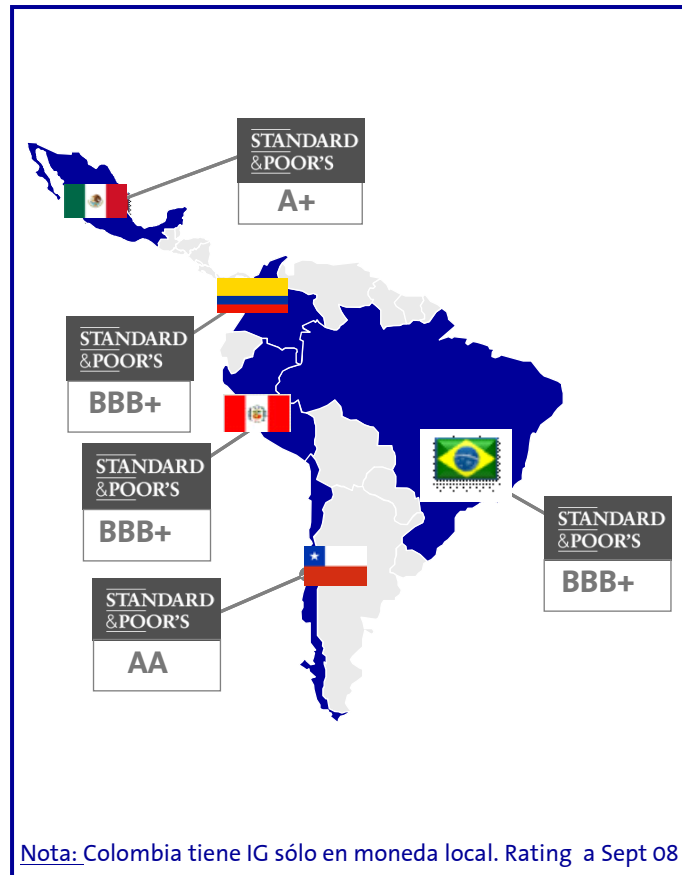 STANDARD
&POOR'S
A+
STANDARD
&POOR'S
BBB+
STANDARD
&POOR'S
BBB+
STANDARD
&POOR'S
BBB+
STANDARD
&POOR'S
AA
Nota: Colombia tiene IG sólo en moneda local. Rating a Sept 08